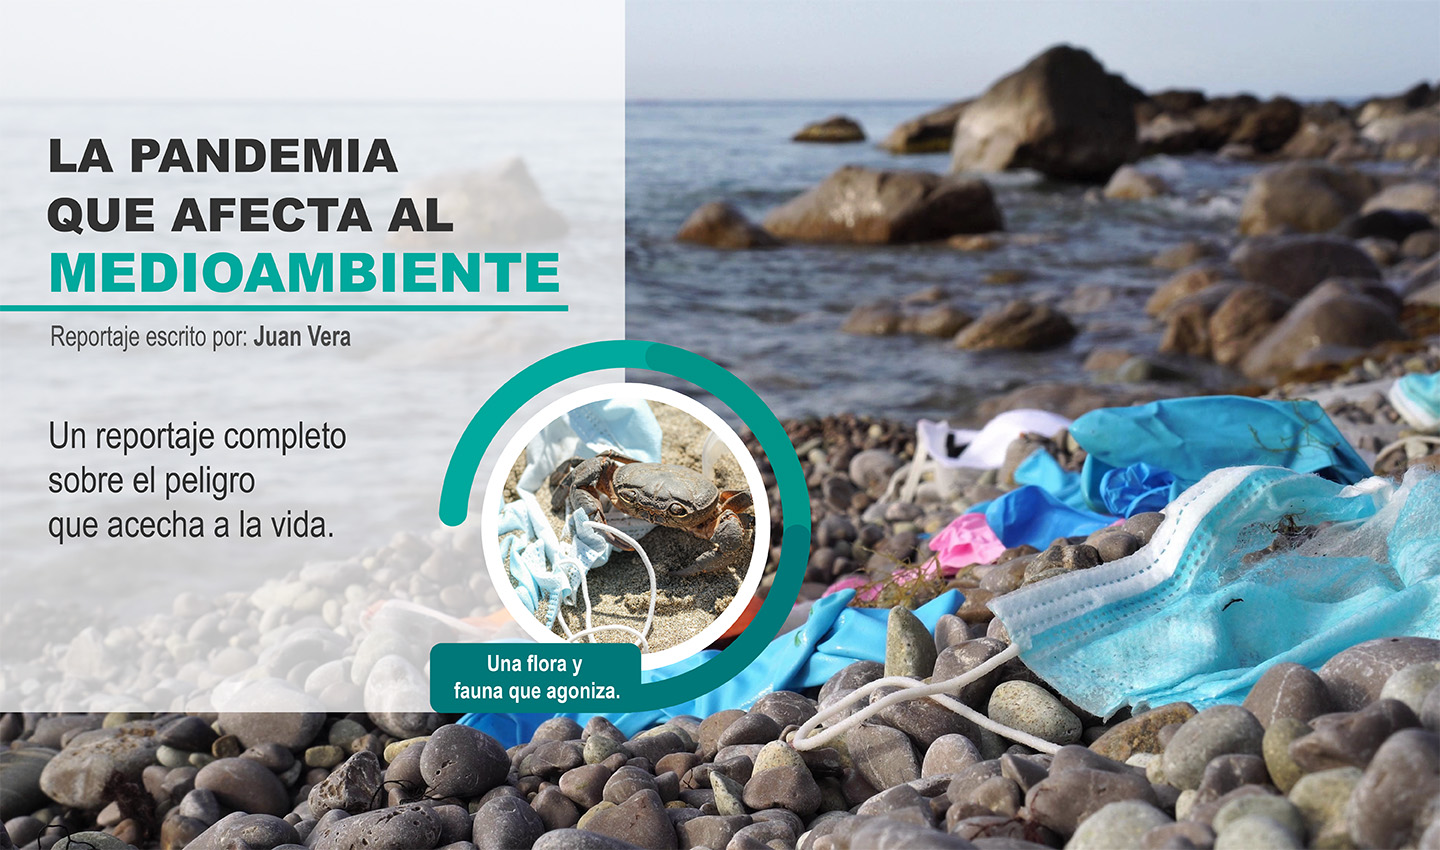 LA PANDEMIA
QUE AFECTA AL
MEDIOAMBIENTE
Reportaje escrito por: Juan Vera
Un reportaje completo
sobre el peligro
que acecha a la vida.
Una flora y
fauna que agoniza.